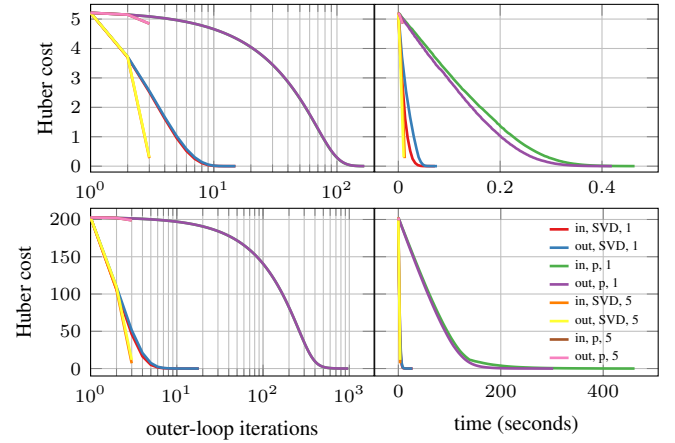 5
4
3
2
1
0
Huber cost
10^0
10^1
10^2
0
0.2
0.4
200
150
100
50
0
Huber cost
10^0
10^1
10^2
10^3
outer-loop iterations
in, SVD, 1
out, SVD, 1
in, p, 1
out, p, 1
in, SVD, 5
out, SVD, 5
in, p, 5
out, p, 5
0
200
400
time (seconds)